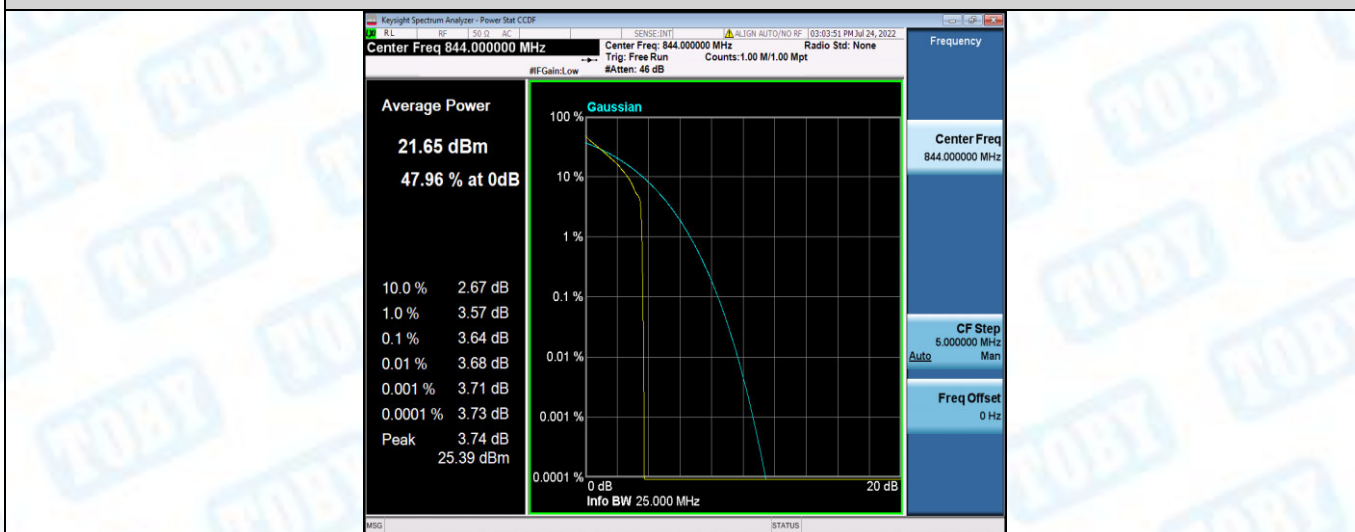 Keysight Spectrum Analyzer - Power Stat CCDF
RL RF 50 Ω AC SENSE:INT ALIGN AUTO/NO RF 03:03:51 PM Jul 24, 2022
Center Freq 844.000000 MHz
Center Freq: 844.000000 MHz Radio Std: None
Trig: Free Run Counts:1.00 M/1.00 Mpt
#IFGain:Low #Atten: 46 dB
Frequency
Average Power
21.65 dBm
47.96 % at 0dB
10.0 % 2.67 dB
1.0 % 3.57 dB
0.1 % 3.64 dB
0.01 % 3.68 dB
0.001 % 3.71 dB
0.0001 % 3.73 dB
Peak 3.74 dB
25.39 dBm
Gaussian
100 %
10 %
1 %
0.1 %
0.01 %
0.001 %
0.0001 %
0 dB 20 dB
Info BW 25.000 MHz
Center Freq
844.000000 MHz
CF Step
5.000000 MHz
Auto Man
Freq Offset
0 Hz
MSG STATUS
TOBY